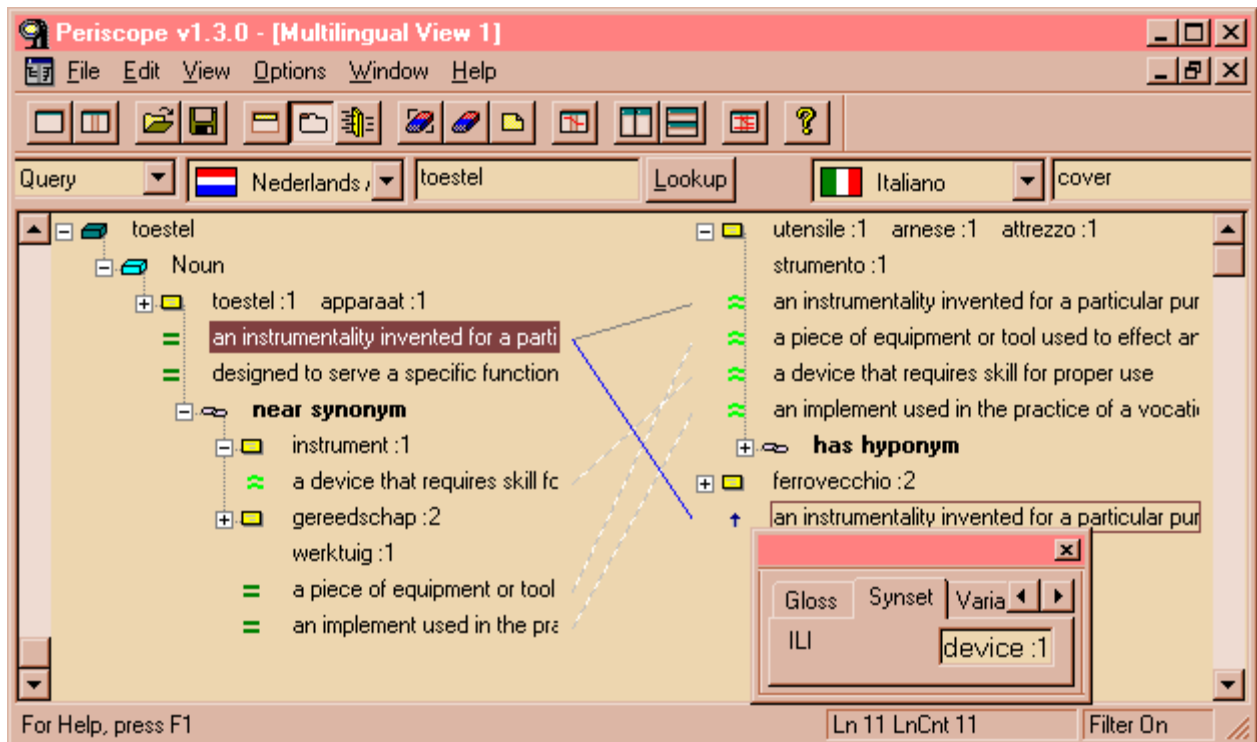 Periscope v1.3.0 - [Multilingual View 1]
File Edit View Options Window Help
Query Nederlands toestel Lookup Italiano cover
toestel
Noun
toestel :1 apparaat :1
an instrumentality invented for a parti
designed to serve a specific function
near synonym
instrument :1
a device that requires skill fc
gereedschap :2
werktuig :1
a piece of equipment or tool
an implement used in the pra
utensile :1 arnese :1 attrezzo :1
strumento :1
an instrumentality invented for a particular pur
a piece of equipment or tool used to effect ar
a device that requires skill for proper use
an implement used in the practice of a vocati
has hyponym
ferrovecchio :2
an instrumentality invented for a particular pur
Gloss Synset Varia
ILI device :1
For Help, press F1 Ln 11 LnCnt 11 Filter On